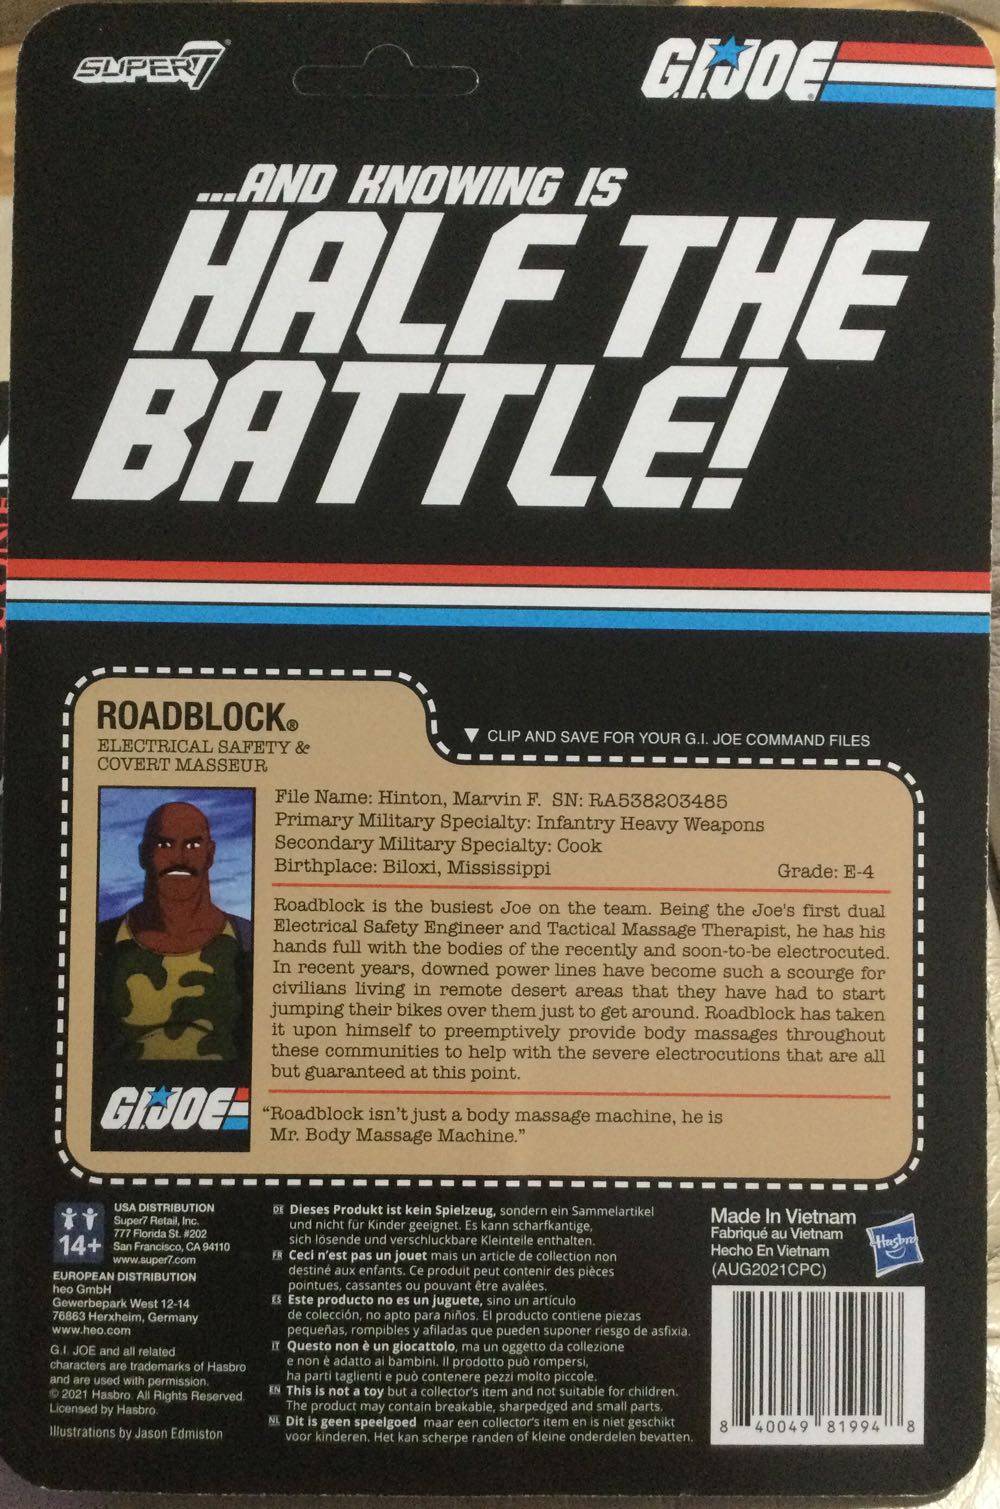 SUPER7®
G.I. JOE®
...AND KNOWING IS
HALF THE
BATTLE!
ROADBLOCK®
ELECTRICAL SAFETY &
COVERT MASSEUR
▼ CLIP AND SAVE FOR YOUR G.I. JOE COMMAND FILES
File Name: Hinton, Marvin F. SN: RA538203485
Primary Military Specialty: Infantry Heavy Weapons
Secondary Military Specialty: Cook
Birthplace: Biloxi, Mississippi Grade: E-4
Roadblock is the busiest Joe on the team. Being the Joe's first dual
Electrical Safety Engineer and Tactical Massage Therapist, he has his
hands full with the bodies of the recently and soon-to-be electrocuted.
In recent years, downed power lines have become such a scourge for
civilians living in remote desert areas that they have had to start
jumping their bikes over them just to get around. Roadblock has taken
it upon himself to preemptively provide body massages throughout
these communities to help with the severe electrocutions that are all
but guaranteed at this point.
G.I. JOE
“Roadblock isn't just a body massage machine, he is
Mr. Body Massage Machine.”
14+
USA DISTRIBUTION
Super7 Retail, Inc.
777 Florida St. #202
San Francisco, CA 94110
www.super7.com
EUROPEAN DISTRIBUTION
heo GmbH
Gewerbepark West 12-14
76863 Herxheim, Germany
www.heo.com
G.I. JOE and all related
characters are trademarks of Hasbro
and are used with permission.
© 2021 Hasbro. All Rights Reserved.
Licensed by Hasbro.
Illustrations by Jason Edmiston
DE Dieses Produkt ist kein Spielzeug, sondern ein Sammelartikel
und nicht für Kinder geeignet. Es kann scharfkantige,
sich lösende und verschluckbare Kleinteile enthalten.
FR Ceci n'est pas un jouet mais un article de collection non
destiné aux enfants. Ce produit peut contenir des pièces
pointues, cassantes ou pouvant être avalées.
ES Este producto no es un juguete, sino un artículo
de colección, no apto para niños. El producto contiene piezas
pequeñas, rompibles y afiladas que pueden suponer riesgo de asfixia.
IT Questo non è un giocattolo, ma un oggetto da collezione
e non è adatto ai bambini. Il prodotto può rompersi,
ha parti taglienti e può contenere pezzi molto piccole.
EN This is not a toy but a collector's item and not suitable for children.
The product may contain breakable, sharpedged and small parts.
NL Dit is geen speelgoed maar een collector's item en is niet geschikt
voor kinderen. Het kan scherpe randen of kleine onderdelen bevatten.
Made In Vietnam
Fabriqué au Vietnam
Hecho En Vietnam
(AUG2021CPC)
Hasbro
8 40049 81994 8